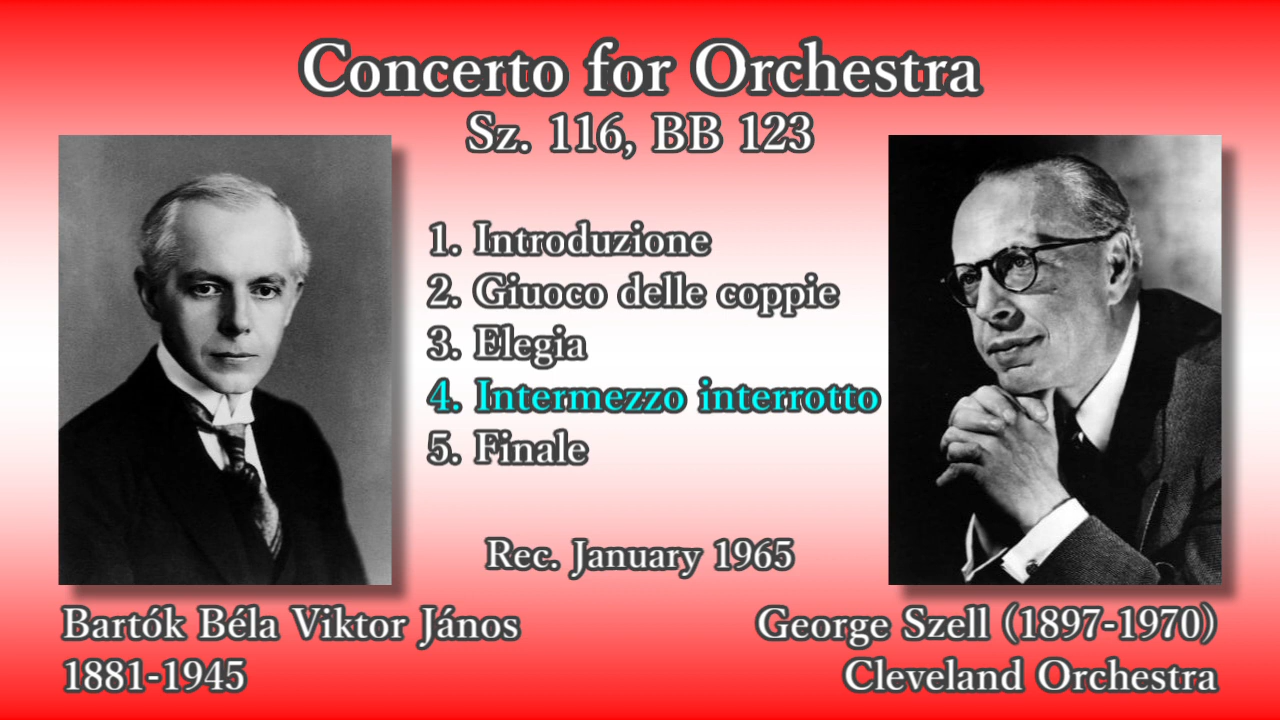 Concerto for Orchestra
Sz. 116, BB 123
1. Introduzione
2. Giuoco delle coppie
3. Elegia
4. Intermezzo interrotto
5. Finale
Rec. January 1965
Bartók Béla Viktor János
1881-1945
George Szell (1897-1970)
Cleveland Orchestra